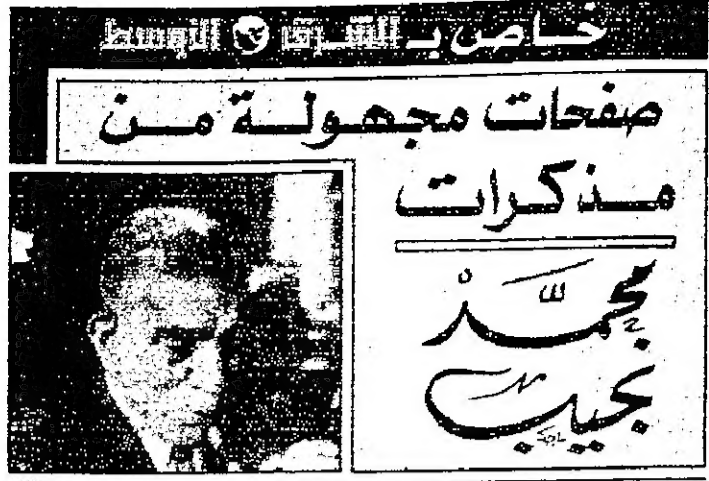 خاص بـ الشرق الأوسط
صفحات مجهولة من
مذكرات
محمد
نجيب